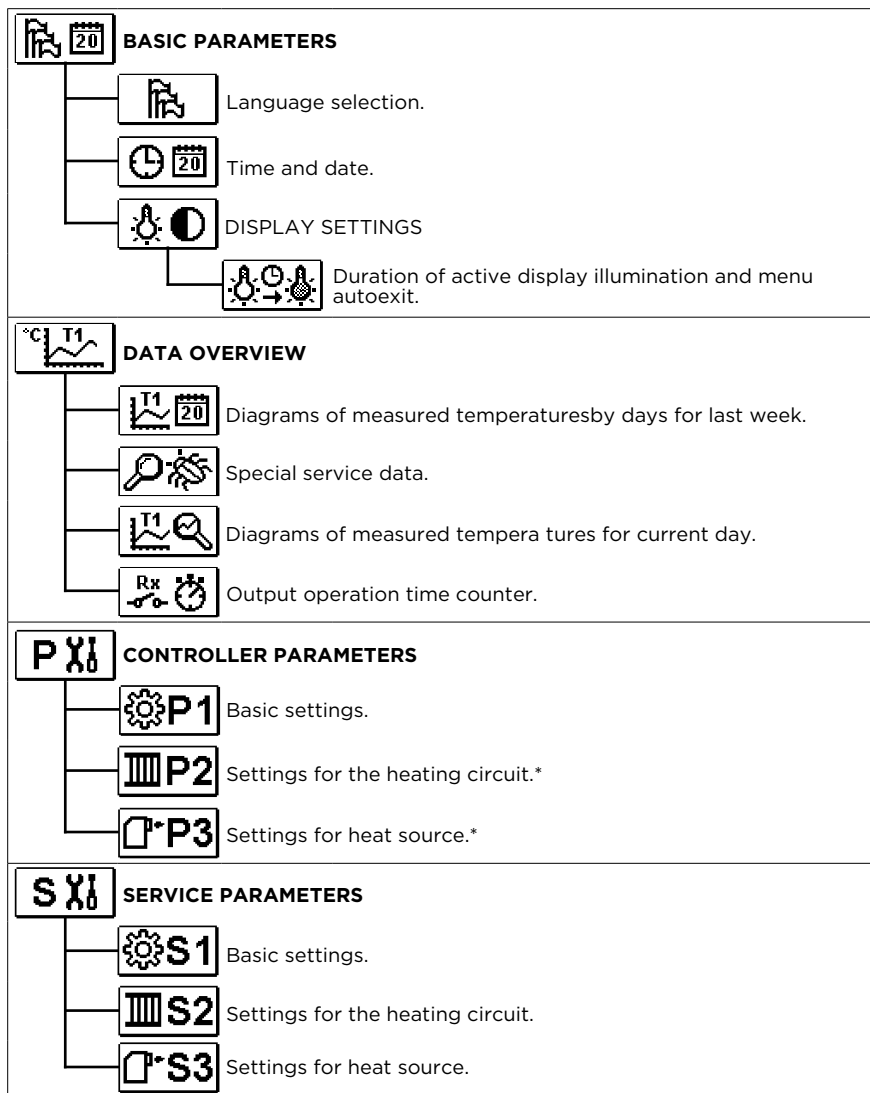 20 BASIC PARAMETERS
Language selection.
20 Time and date.
DISPLAY SETTINGS
Duration of active display illumination and menu
autoexit.
°C T1 DATA OVERVIEW
T1 20 Diagrams of measured temperaturesby days for last week.
Special service data.
T1 Diagrams of measured tempera tures for current day.
Rx Output operation time counter.
P CONTROLLER PARAMETERS
P1 Basic settings.
P2 Settings for the heating circuit.*
P3 Settings for heat source.*
S SERVICE PARAMETERS
S1 Basic settings.
S2 Settings for the heating circuit.
S3 Settings for heat source.